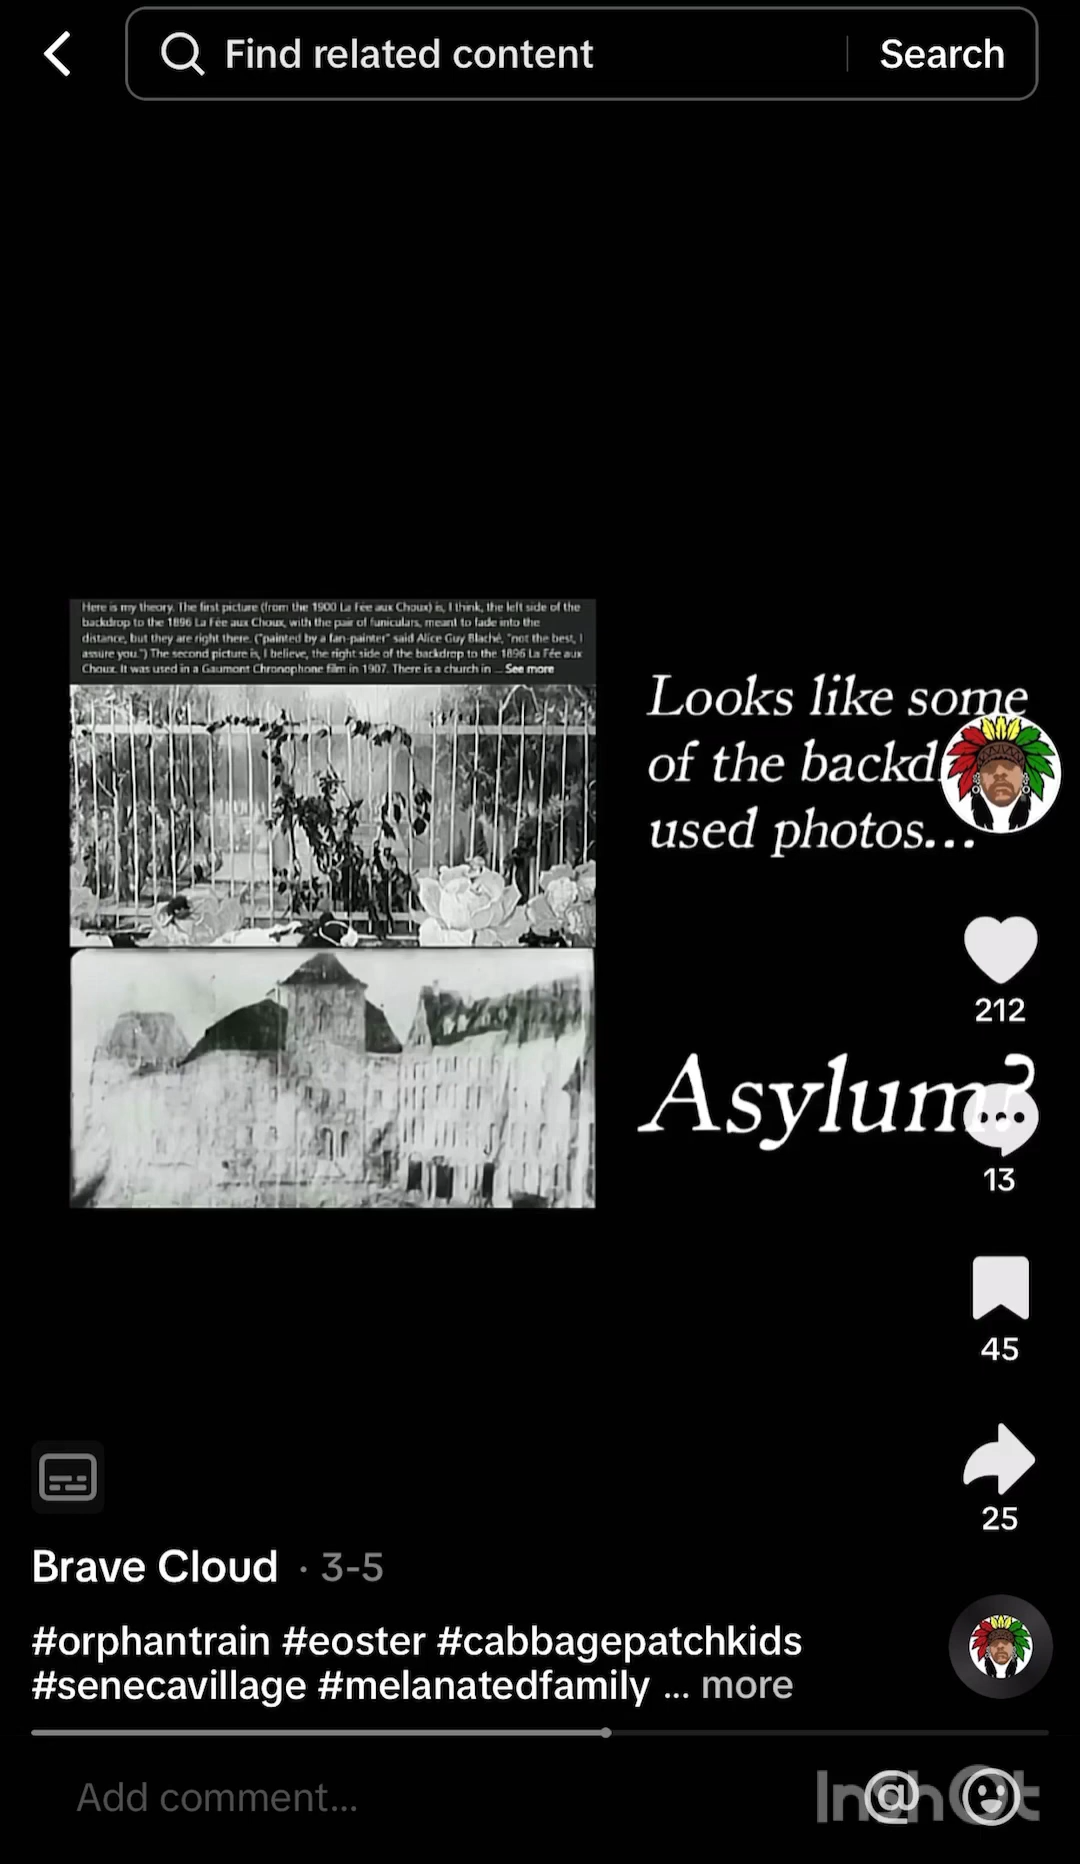 Find related content
Search
Here is my theory. The first picture (from the 1900 La Fée aux Choux) is, I think, the left side of the
backdrop to the 1896 La Fée aux Choux, with the pair of funiculars, meant to fade into the
distance, but they are right there. ("painted by a fan-painter" said Alice Guy Blaché, "not the best, I
assure you.") The second picture is, I believe, the right side of the backdrop to the 1896 La Fée aux
Choux. It was used in a Gaumont Chronophone film in 1907. There is a church in ... See more
Looks like some
of the backd
used photos...
212
Asylum?
13
45
25
Brave Cloud · 3-5
#orphantrain #eoster #cabbagepatchkids
#senecavillage #melanatedfamily ... more
Add comment...
InShOt